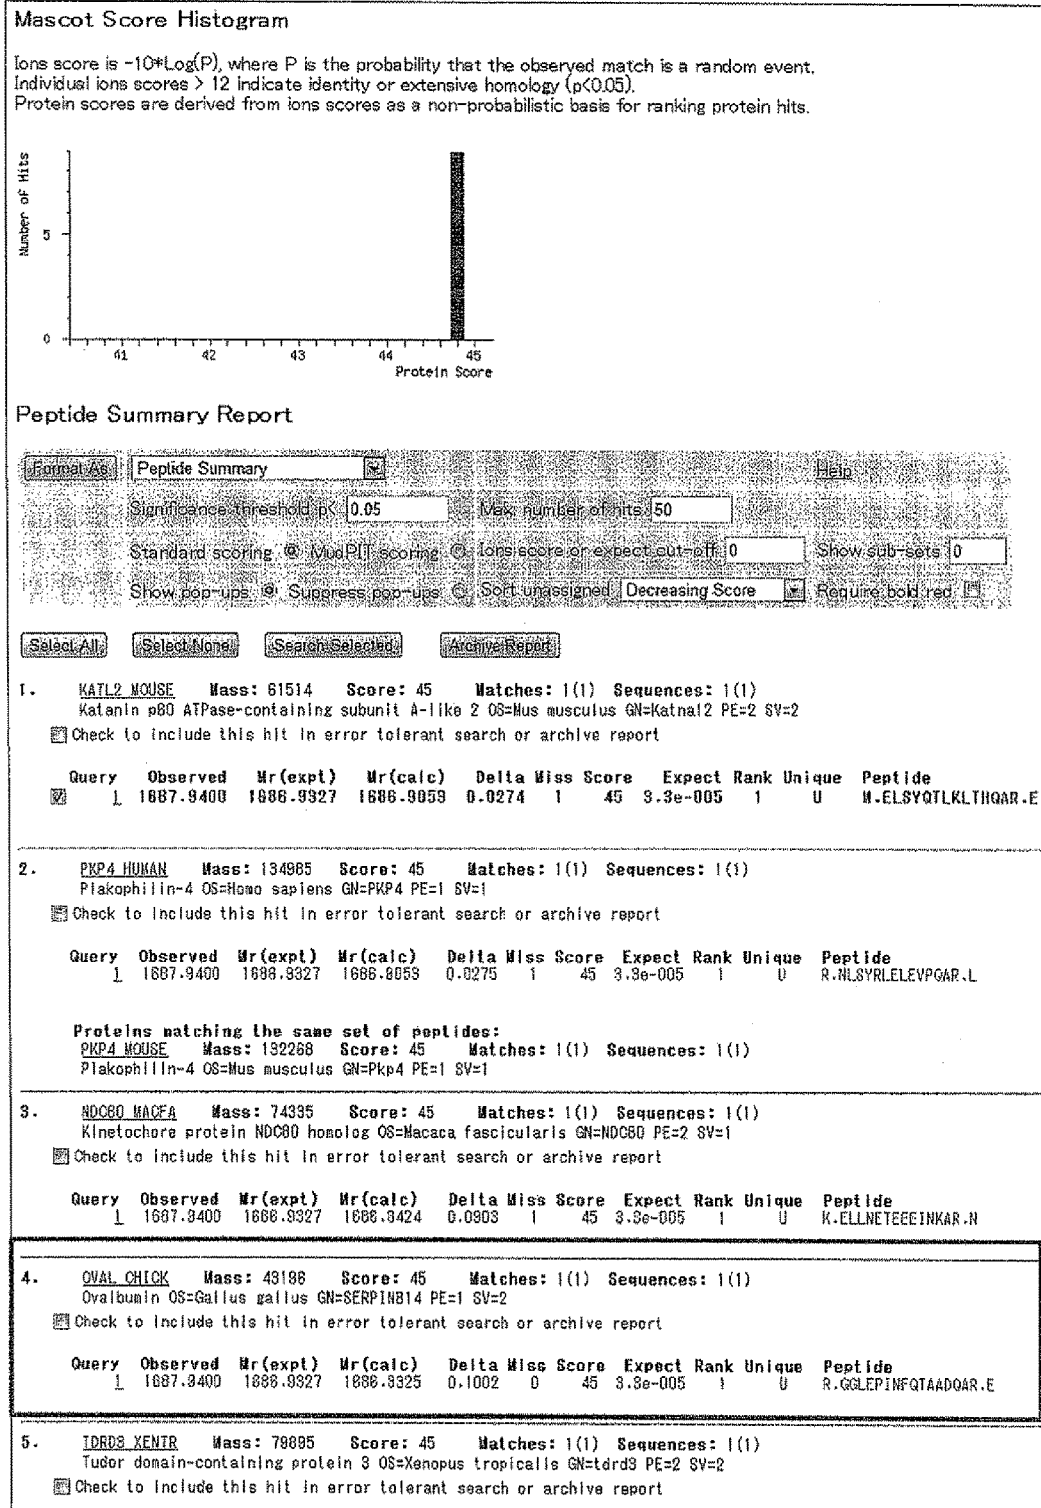 Mascot Score Histogram
Ions score is -10*Log(P), where P is the probability that the observed match is a random event.
Individual ions scores > 12 indicate identity or extensive homology (p<0.05).
Protein scores are derived from ions scores as a non-probabilistic basis for ranking protein hits.
Number of Hits
5
0
41 42 43 44 45
Protein Score
Peptide Summary Report
Format As Peptide Summary Help
Significance threshold p< 0.05 Max. number of hits 50
Standard scoring MudPIT scoring Ions score or expect cut-off 0 Show sub-sets 0
Show pop-ups Suppress pop-ups Sort unassigned Decreasing Score Require bold red
Select All Select None Search Selected Archive Report
1. KATL2_MOUSE Mass: 61514 Score: 45 Matches: 1(1) Sequences: 1(1)
Katanin p80 ATPase-containing subunit A-like 2 OS=Mus musculus GN=Katnal2 PE=2 SV=2
Check to include this hit in error tolerant search or archive report
Query Observed Mr(expt) Mr(calc) Delta Miss Score Expect Rank Unique Peptide
1 1687.9400 1686.9327 1686.9053 0.0274 1 45 3.3e-005 1 U M.ELSYQTLKLTHQAR.E
2. PKP4_HUMAN Mass: 134985 Score: 45 Matches: 1(1) Sequences: 1(1)
Plakophilin-4 OS=Homo sapiens GN=PKP4 PE=1 SV=1
Check to include this hit in error tolerant search or archive report
Query Observed Mr(expt) Mr(calc) Delta Miss Score Expect Rank Unique Peptide
1 1687.9400 1686.9327 1686.9053 0.0275 1 45 3.3e-005 1 U R.NLSYRLELEVPGAR.L
Proteins matching the same set of peptides:
PKP4_MOUSE Mass: 132268 Score: 45 Matches: 1(1) Sequences: 1(1)
Plakophilin-4 OS=Mus musculus GN=Pkp4 PE=1 SV=1
3. NDC80_MACFA Mass: 74335 Score: 45 Matches: 1(1) Sequences: 1(1)
Kinetochore protein NDC80 homolog OS=Macaca fascicularis GN=NDC80 PE=2 SV=1
Check to include this hit in error tolerant search or archive report
Query Observed Mr(expt) Mr(calc) Delta Miss Score Expect Rank Unique Peptide
1 1687.9400 1686.9327 1686.8424 0.0903 1 45 3.3e-005 1 U K.ELLNETEEEINKAR.N
4. OVAL_CHICK Mass: 43196 Score: 45 Matches: 1(1) Sequences: 1(1)
Ovalbumin OS=Gallus gallus GN=SERPINB14 PE=1 SV=2
Check to include this hit in error tolerant search or archive report
Query Observed Mr(expt) Mr(calc) Delta Miss Score Expect Rank Unique Peptide
1 1687.9400 1686.9327 1686.8325 0.1002 0 45 3.3e-005 1 U R.GGLEPINFQTAADQAR.E
5. TDRD3_XENTR Mass: 79895 Score: 45 Matches: 1(1) Sequences: 1(1)
Tudor domain-containing protein 3 OS=Xenopus tropicalis GN=tdrd3 PE=2 SV=2
Check to include this hit in error tolerant search or archive report